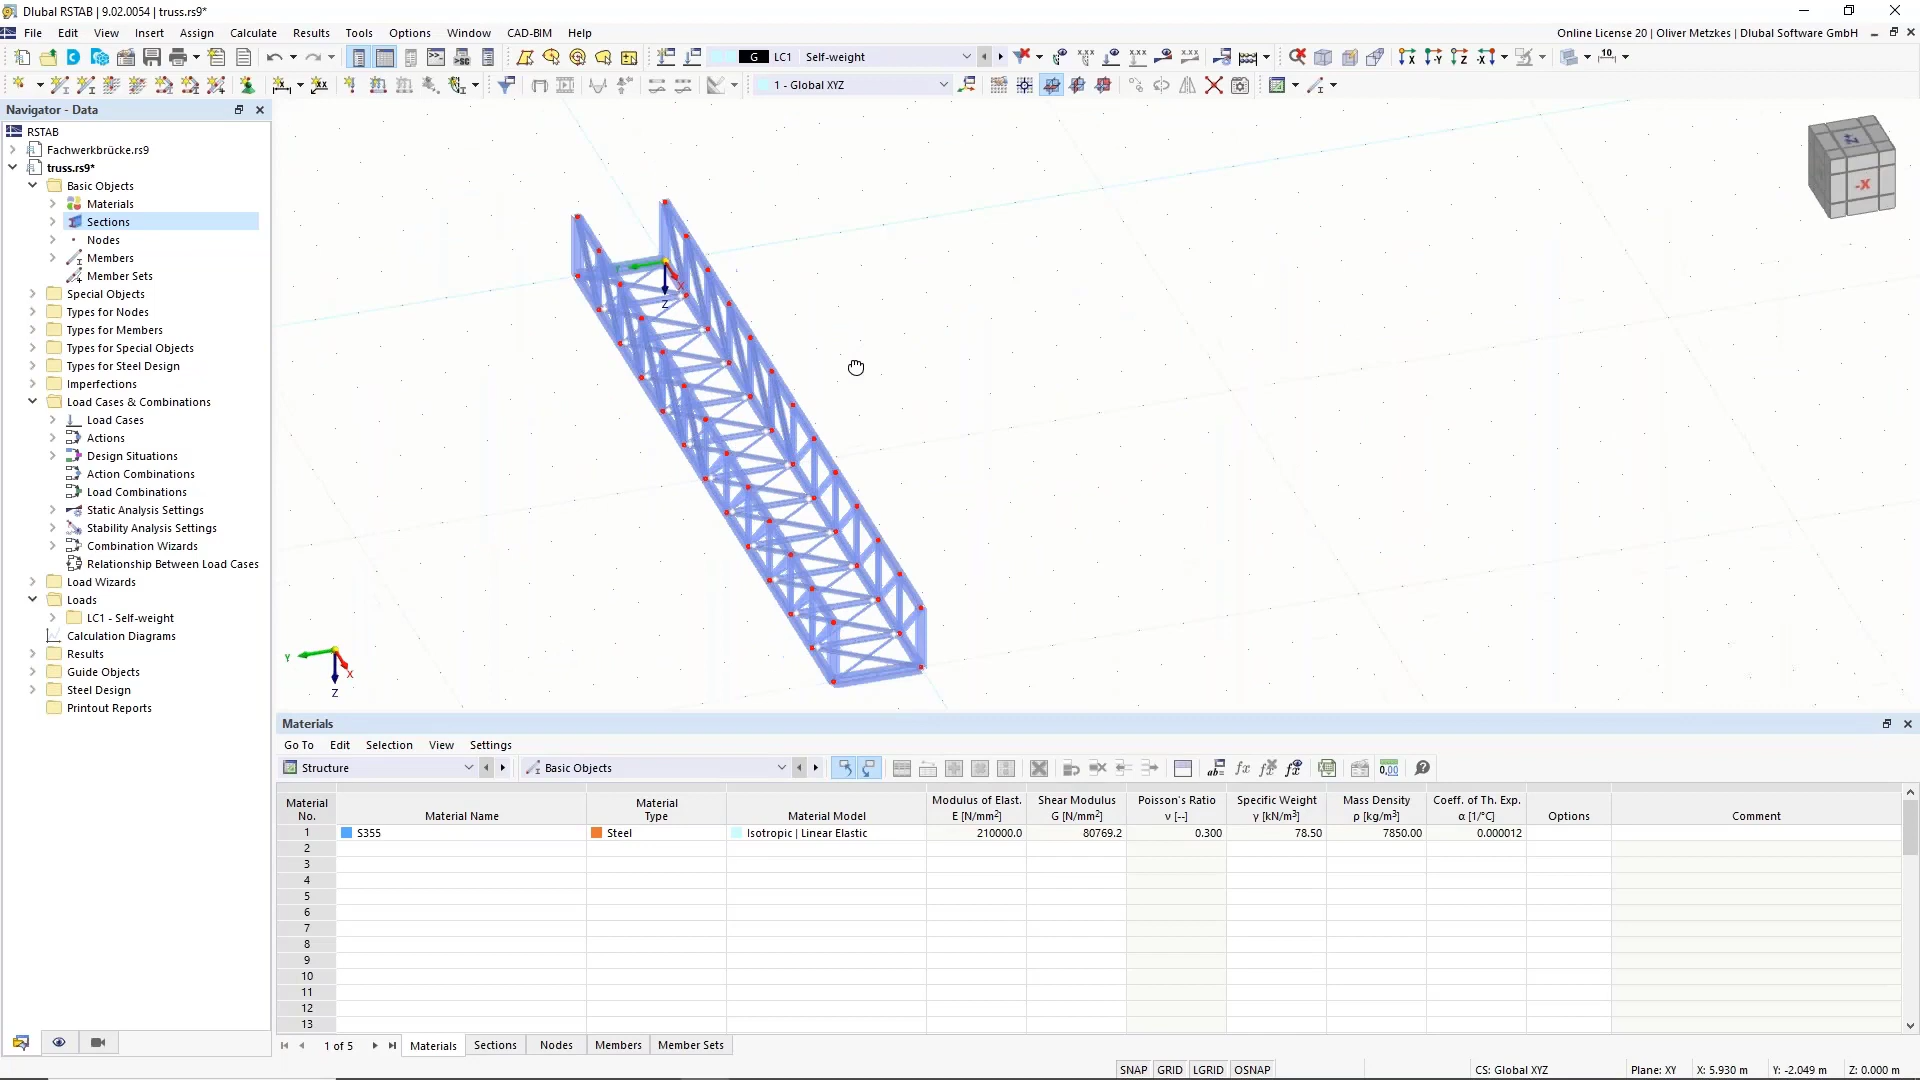 Dlubal RSTAB | 9.02.0054 | truss.rs9*
File Edit View Insert Assign Calculate Results Tools Options Window CAD-BIM Help
Online License 20 | Oliver Metzkes | Dlubal Software GmbH
G LC1 Self-weight
1 - Global XYZ
Navigator - Data
RSTAB
Fachwerkbrücke.rs9
truss.rs9*
Basic Objects
Materials
Sections
Nodes
Members
Member Sets
Special Objects
Types for Nodes
Types for Members
Types for Special Objects
Types for Steel Design
Imperfections
Load Cases & Combinations
Load Cases
Actions
Design Situations
Action Combinations
Load Combinations
Static Analysis Settings
Stability Analysis Settings
Combination Wizards
Relationship Between Load Cases
Load Wizards
Loads
LC1 - Self-weight
Calculation Diagrams
Results
Guide Objects
Steel Design
Printout Reports
-X
Y
X
Z
Y
X
Z
Materials
Go To Edit Selection View Settings
Structure
Basic Objects
Material No.
Material Name
Material Type
Material Model
Modulus of Elast. E [N/mm²]
Shear Modulus G [N/mm²]
Poisson's Ratio ν [--]
Specific Weight γ [kN/m³]
Mass Density ρ [kg/m³]
Coeff. of Th. Exp. α [1/°C]
Options
Comment
1 S355 Steel Isotropic | Linear Elastic 210000.0 80769.2 0.300 78.50 7850.00 0.000012
2
3
4
5
6
7
8
9
10
11
12
13
1 of 5 Materials Sections Nodes Members Member Sets
SNAP GRID LGRID OSNAP CS: Global XYZ Plane: XY X: 5.930 m Y: -2.049 m Z: 0.000 m